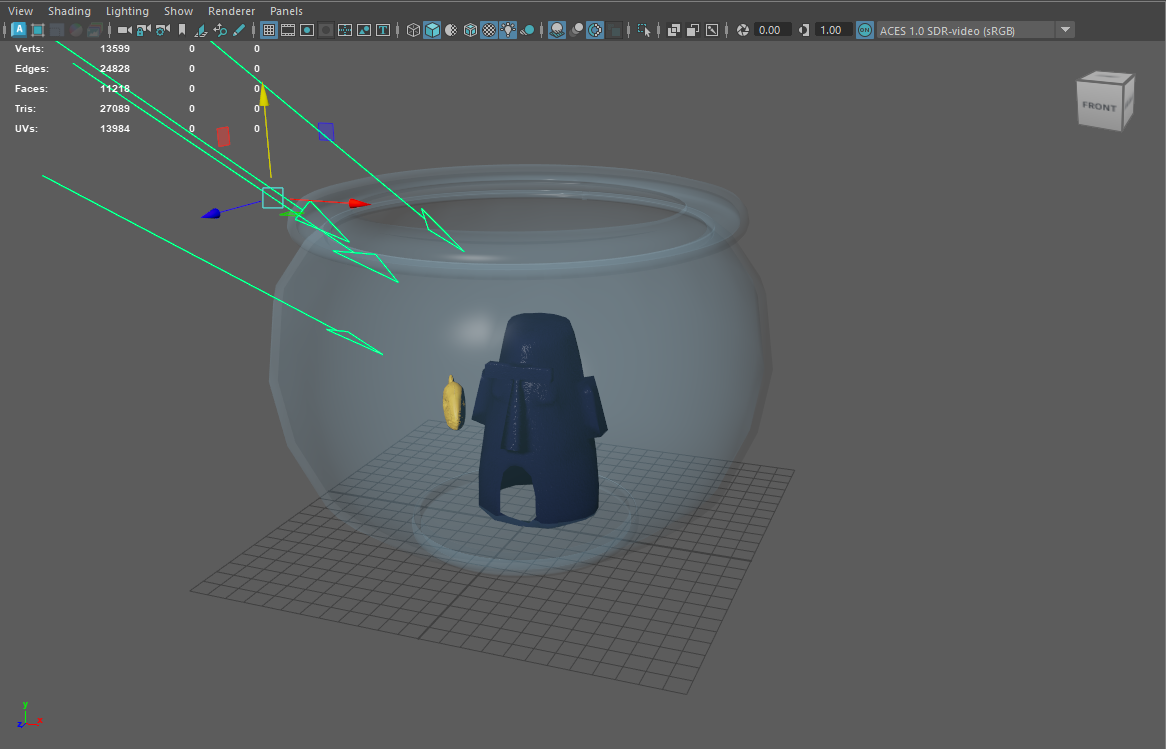 View Shading Lighting Show Renderer Panels
A T 0.00 1.00 ON ACES 1.0 SDR-video (sRGB)
Verts: 13599 0 0
Edges: 24828 0 0
Faces: 11218 0 0
Tris: 27089 0 0
UVs: 13984 0 0
FRONT
y
z x